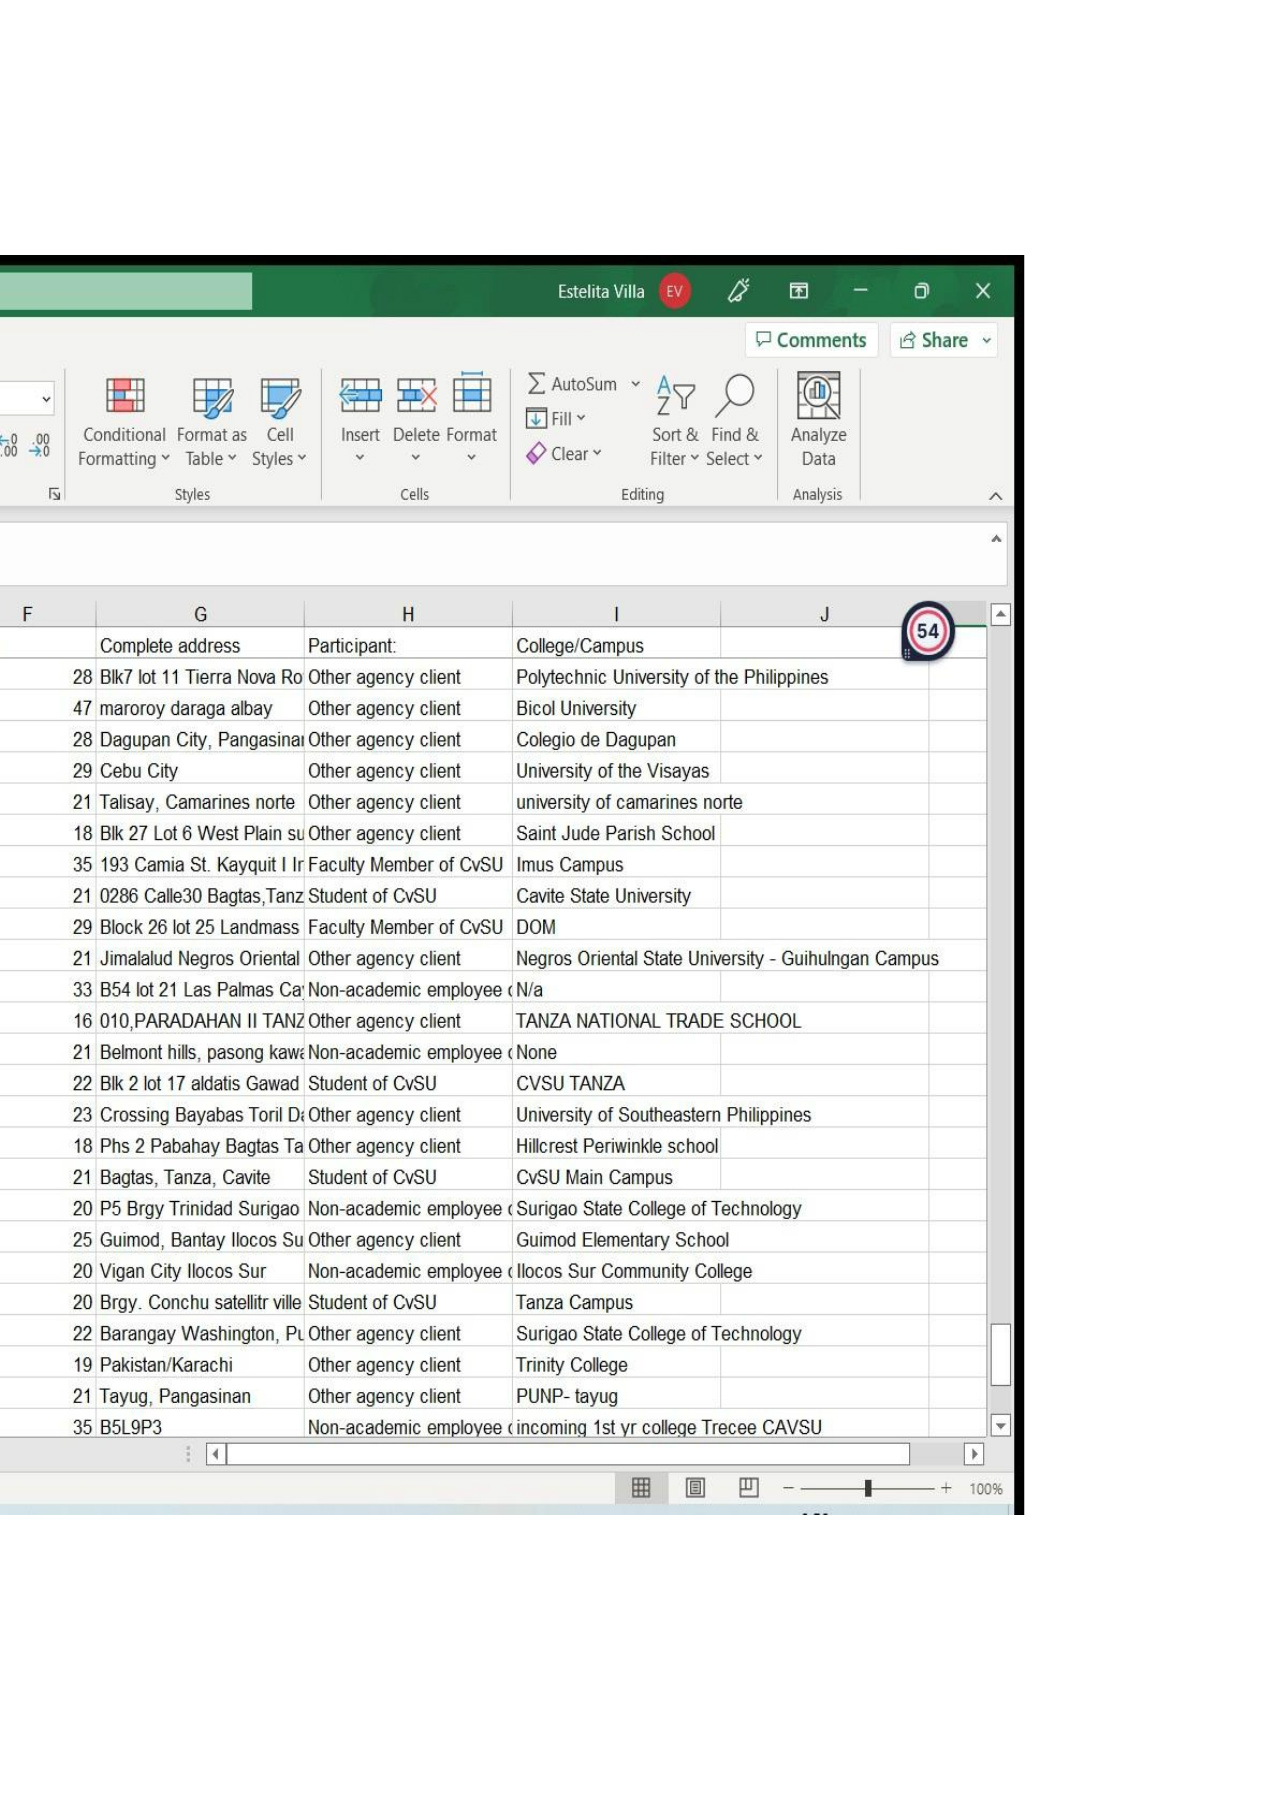 Estelita Villa EV
Comments Share
AutoSum
Fill
Clear
Conditional Formatting
Format as Table
Cell Styles
Insert
Delete
Format
Sort & Filter
Find & Select
Analyze Data
.00 .00
→0
Styles
Cells
Editing
Analysis
F G H I J
54
Complete address Participant: College/Campus
28 Blk7 lot 11 Tierra Nova Ro Other agency client Polytechnic University of the Philippines
47 maroroy daraga albay Other agency client Bicol University
28 Dagupan City, Pangasinan Other agency client Colegio de Dagupan
29 Cebu City Other agency client University of the Visayas
21 Talisay, Camarines norte Other agency client university of camarines norte
18 Blk 27 Lot 6 West Plain su Other agency client Saint Jude Parish School
35 193 Camia St. Kayquit I Ir Faculty Member of CvSU Imus Campus
21 0286 Calle30 Bagtas,Tanz Student of CvSU Cavite State University
29 Block 26 lot 25 Landmass Faculty Member of CvSU DOM
21 Jimalalud Negros Oriental Other agency client Negros Oriental State University - Guihulngan Campus
33 B54 lot 21 Las Palmas Ca Non-academic employee N/a
16 010,PARADAHAN II TANZ Other agency client TANZA NATIONAL TRADE SCHOOL
21 Belmont hills, pasong kawa Non-academic employee None
22 Blk 2 lot 17 aldatis Gawad Student of CvSU CVSU TANZA
23 Crossing Bayabas Toril Da Other agency client University of Southeastern Philippines
18 Phs 2 Pabahay Bagtas Ta Other agency client Hillcrest Periwinkle school
21 Bagtas, Tanza, Cavite Student of CvSU CvSU Main Campus
20 P5 Brgy Trinidad Surigao Non-academic employee Surigao State College of Technology
25 Guimod, Bantay Ilocos Su Other agency client Guimod Elementary School
20 Vigan City Ilocos Sur Non-academic employee Ilocos Sur Community College
20 Brgy. Conchu satellitr ville Student of CvSU Tanza Campus
22 Barangay Washington, Other agency client Surigao State College of Technology
19 Pakistan/Karachi Other agency client Trinity College
21 Tayug, Pangasinan Other agency client PUNP- tayug
35 B5L9P3 Non-academic employee incoming 1st yr college Trecee CAVSU
100%